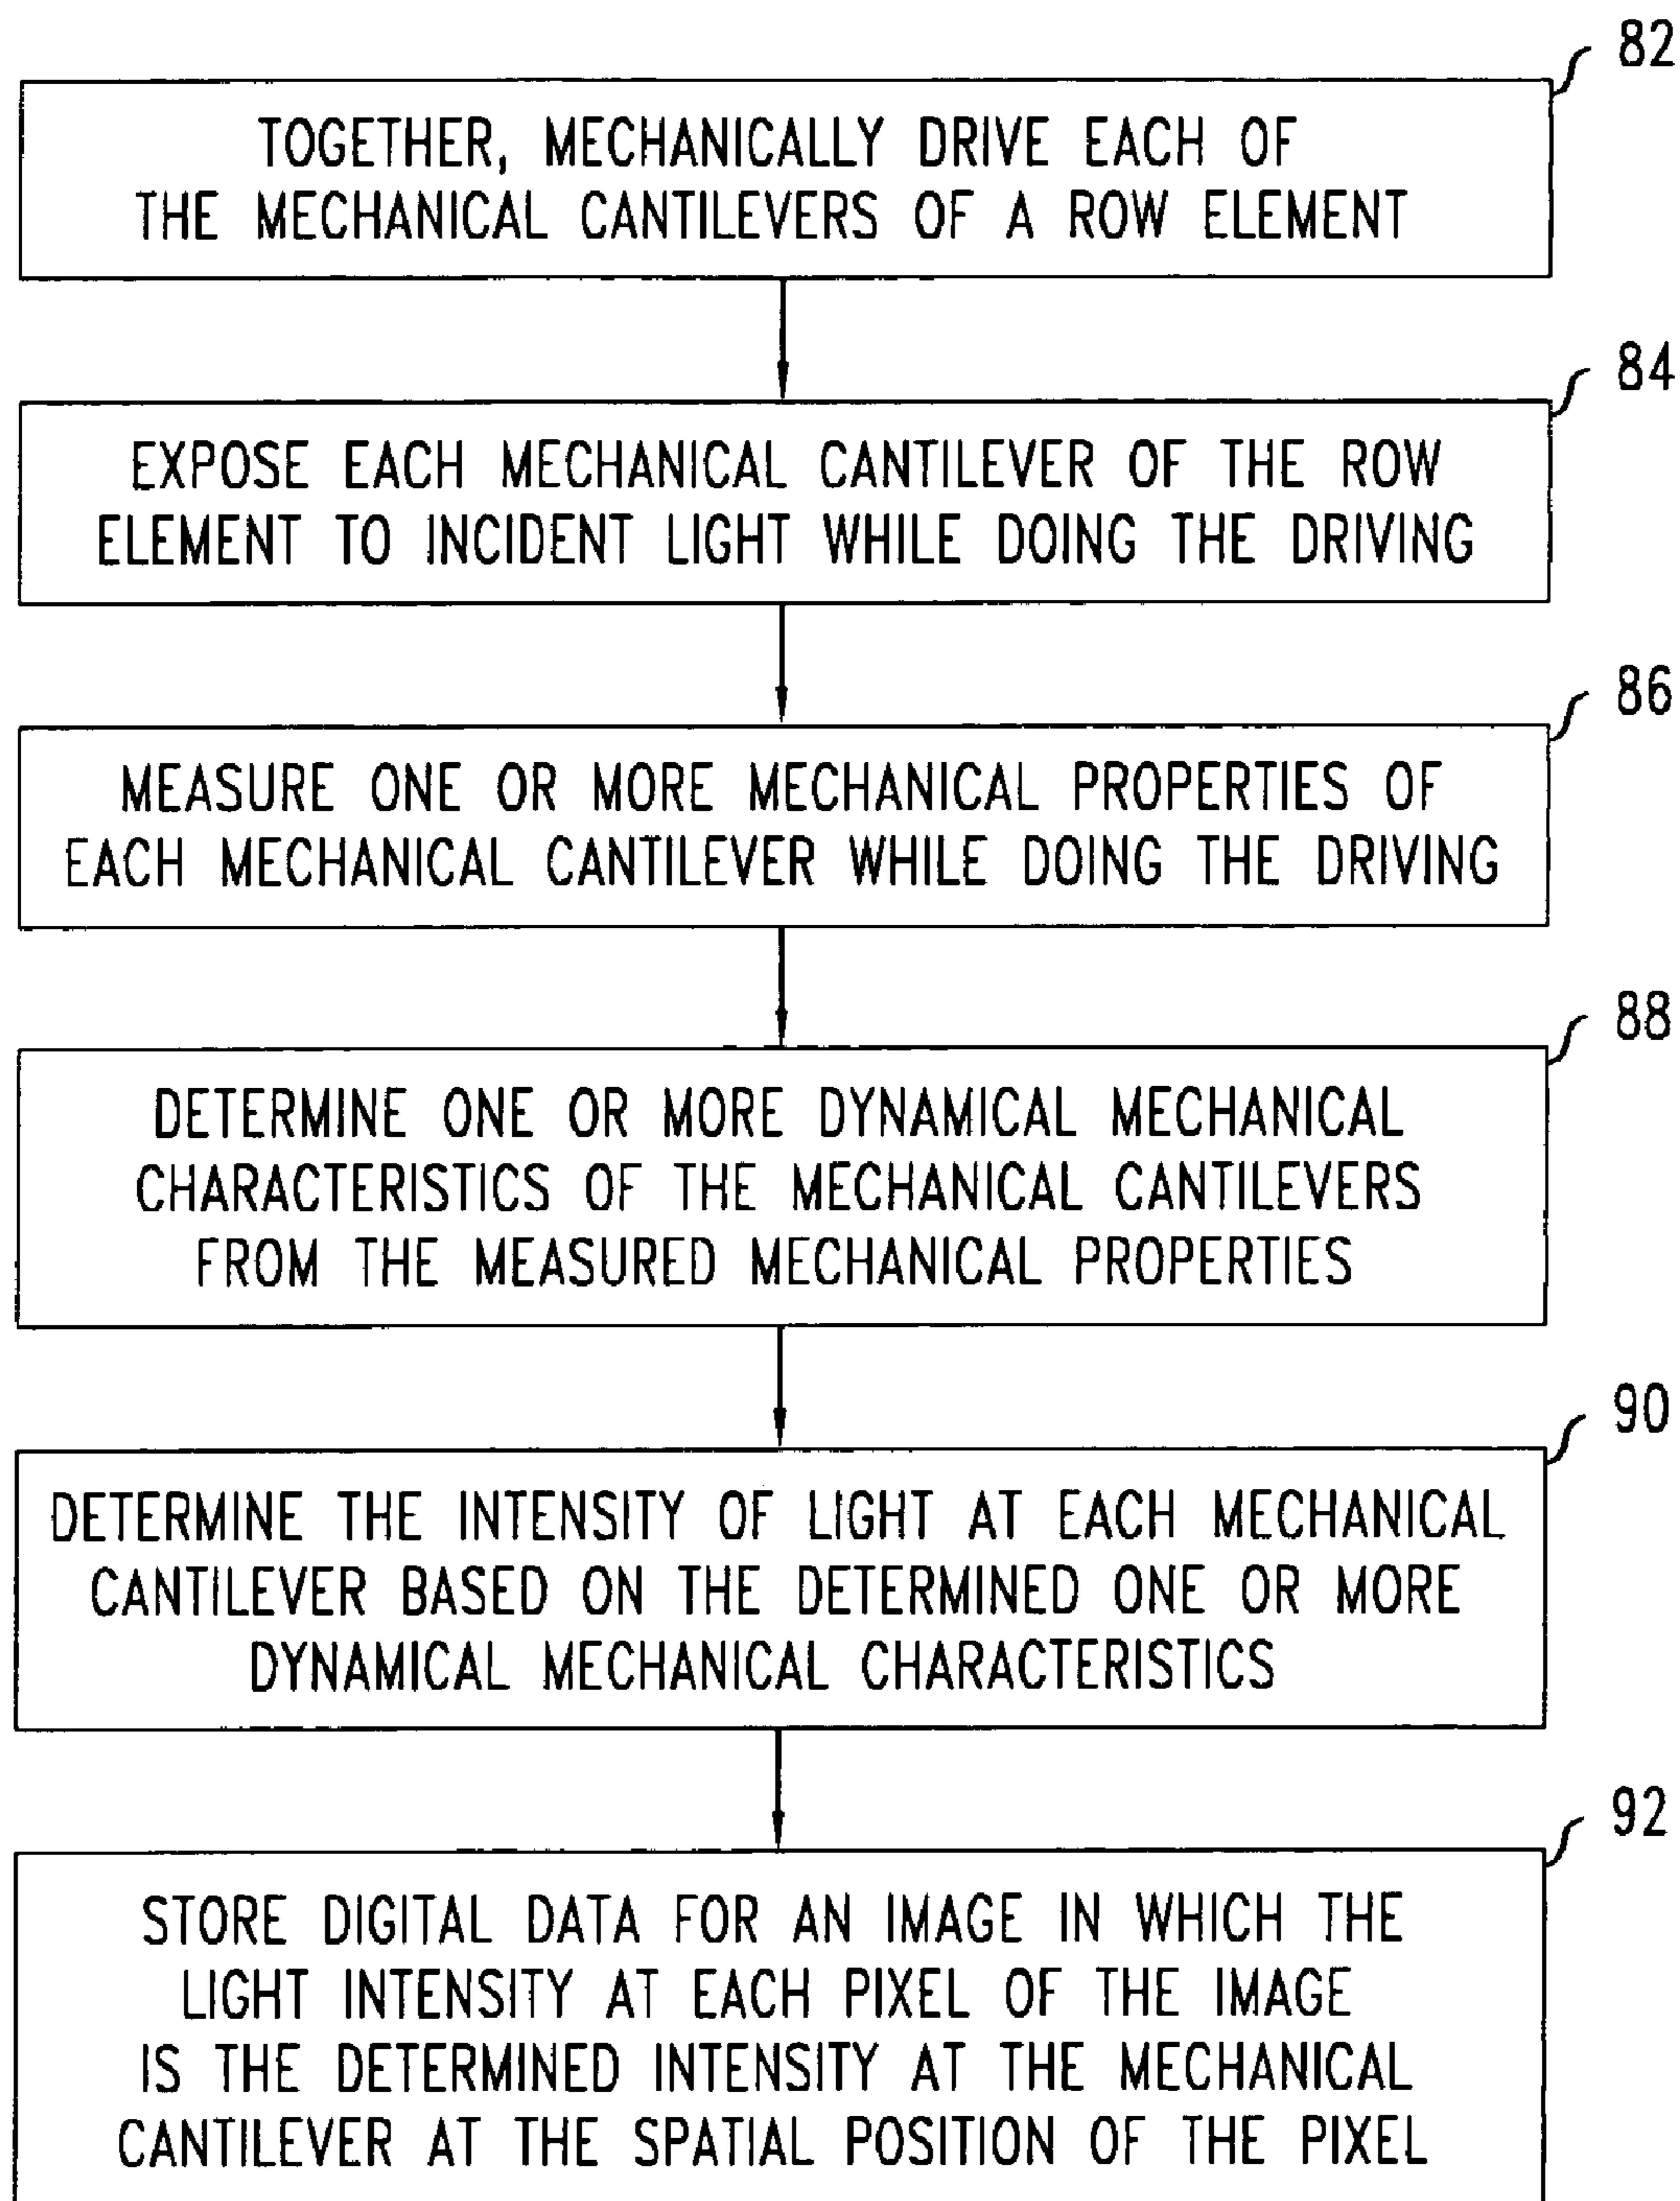 82
TOGETHER, MECHANICALLY DRIVE EACH OF
THE MECHANICAL CANTILEVERS OF A ROW ELEMENT
84
EXPOSE EACH MECHANICAL CANTILEVER OF THE ROW
ELEMENT TO INCIDENT LIGHT WHILE DOING THE DRIVING
86
MEASURE ONE OR MORE MECHANICAL PROPERTIES OF
EACH MECHANICAL CANTILEVER WHILE DOING THE DRIVING
88
DETERMINE ONE OR MORE DYNAMICAL MECHANICAL
CHARACTERISTICS OF THE MECHANICAL CANTILEVERS
FROM THE MEASURED MECHANICAL PROPERTIES
90
DETERMINE THE INTENSITY OF LIGHT AT EACH MECHANICAL
CANTILEVER BASED ON THE DETERMINED ONE OR MORE
DYNAMICAL MECHANICAL CHARACTERISTICS
92
STORE DIGITAL DATA FOR AN IMAGE IN WHICH THE
LIGHT INTENSITY AT EACH PIXEL OF THE IMAGE
IS THE DETERMINED INTENSITY AT THE MECHANICAL
CANTILEVER AT THE SPATIAL POSITION OF THE PIXEL